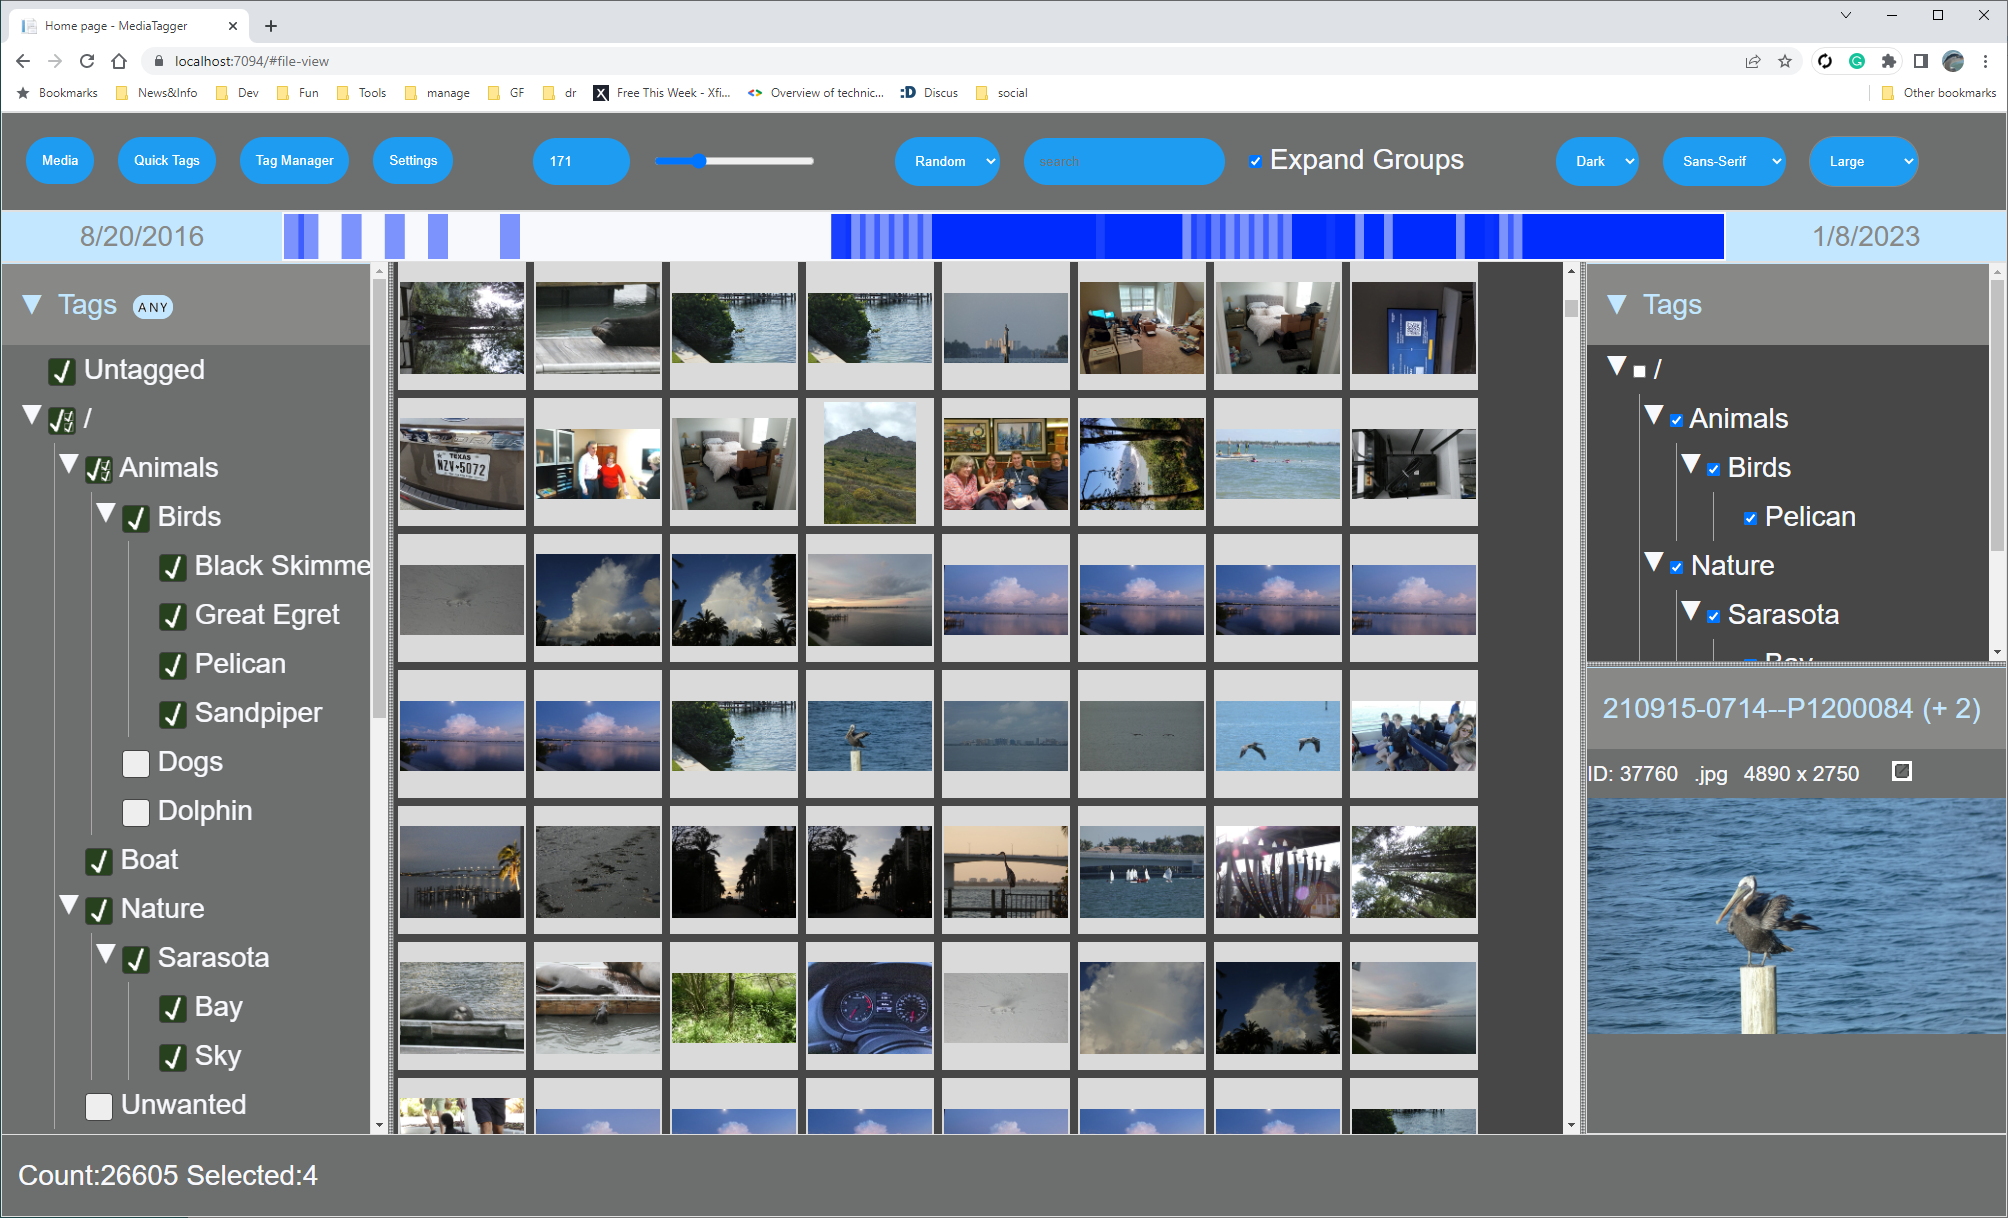 Home page - MediaTagger
localhost:7094/#file-view
Bookmarks News&Info Dev Fun Tools manage GF dr Free This Week - Xfi... Overview of technic... Discus social Other bookmarks
Media Quick Tags Tag Manager Settings 171 Random search Expand Groups Dark Sans-Serif Large
8/20/2016 1/8/2023
Tags ANY
Untagged
/
Animals
Birds
Black Skimme
Great Egret
Pelican
Sandpiper
Dogs
Dolphin
Boat
Nature
Sarasota
Bay
Sky
Unwanted
TEXAS
NZV 5072
Tags
/
Animals
Birds
Pelican
Nature
Sarasota
Bay
210915-0714--P1200084 (+ 2)
ID: 37760 .jpg 4890 x 2750
Count:26605 Selected:4